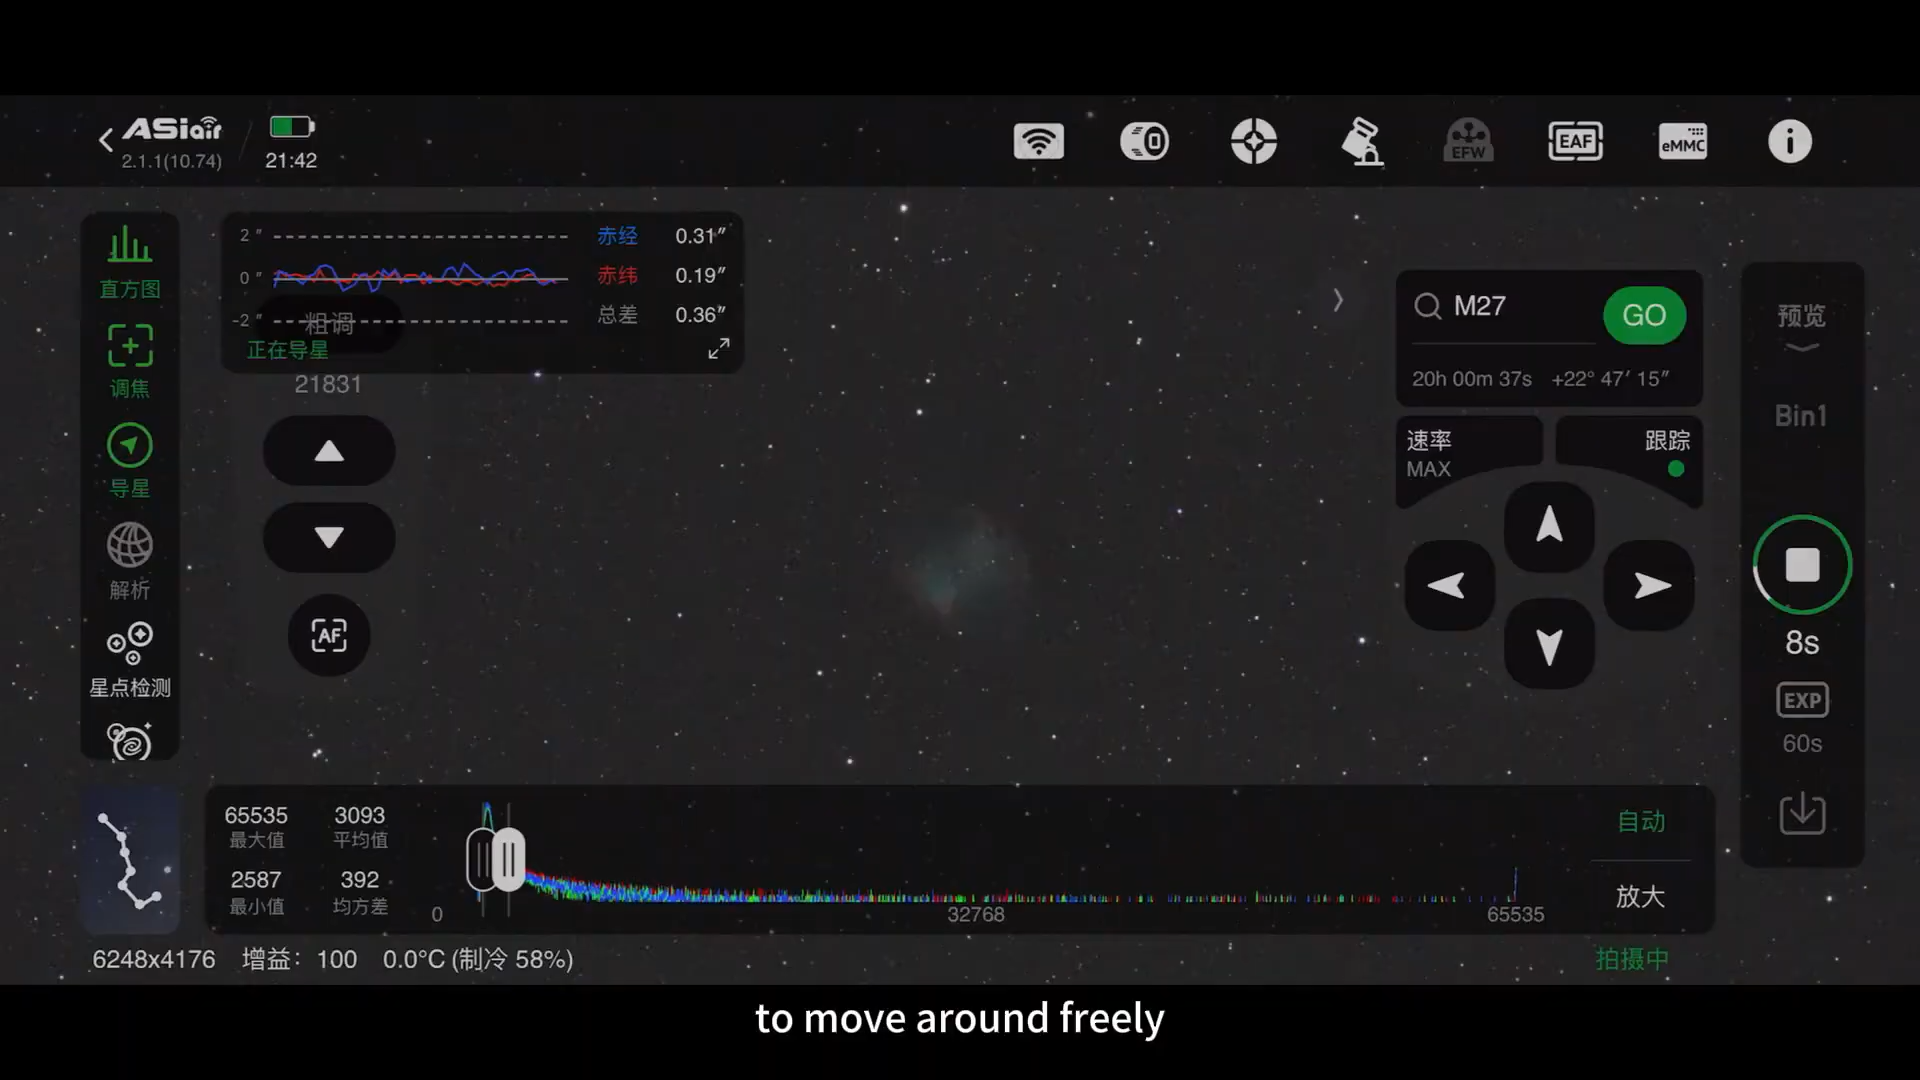 ASIair
2.1.1(10.74)
21:42
EFW
EAF
eMMC
直方图
调焦
导星
解析
星点检测
2 "
0 "
-2 "
赤经 0.31"
赤纬 0.19"
总差 0.36"
粗调
正在导星
21831
AF
M27
GO
20h 00m 37s +22° 47′ 15″
速率
MAX
跟踪
预览
Bin1
8s
EXP
60s
65535
最大值
3093
平均值
2587
最小值
392
均方差
0
32768
65535
自动
放大
6248x4176 增益: 100 0.0°C (制冷 58%)
拍摄中
to move around freely